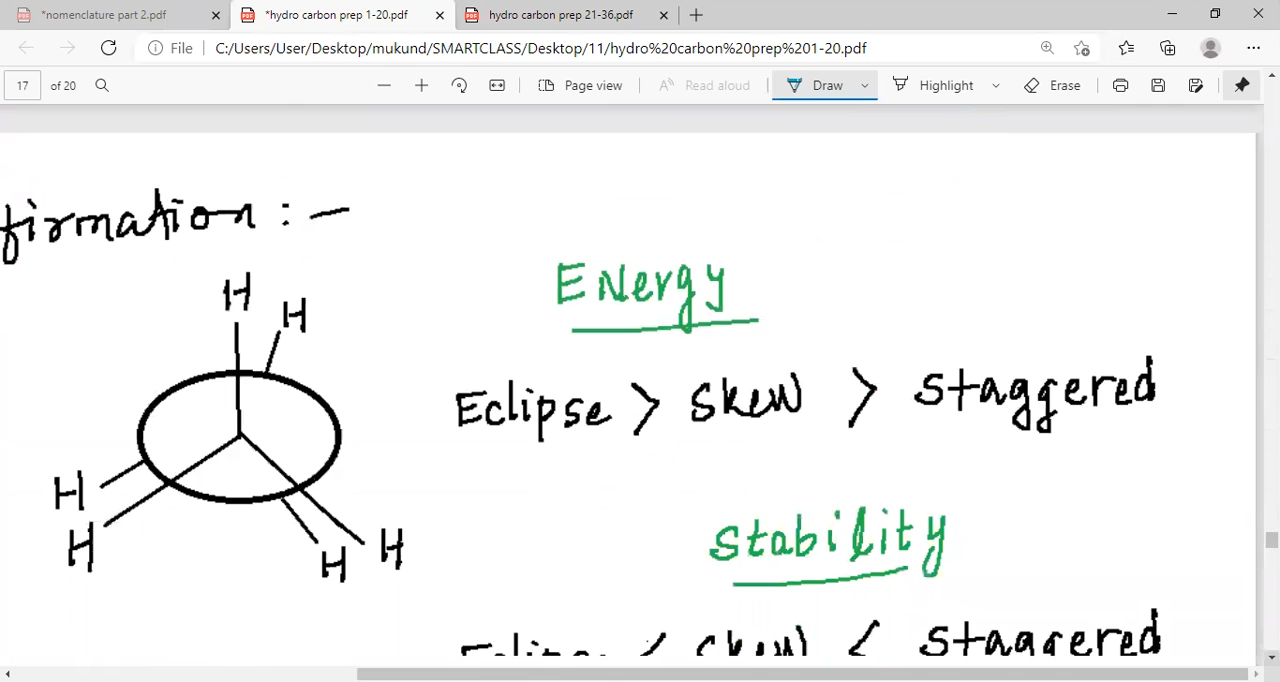 *nomenclature part 2.pdf
*hydro carbon prep 1-20.pdf
hydro carbon prep 21-36.pdf
File
C:/Users/User/Desktop/mukund/SMARTCLASS/Desktop/11/hydro%20carbon%20prep%201-20.pdf
17 of 20
Page view
Read aloud
Draw
Highlight
Erase
firmation : -
H
H
H
H
H
H
Energy
Eclipse > skew > staggered
stability
skew < staggered